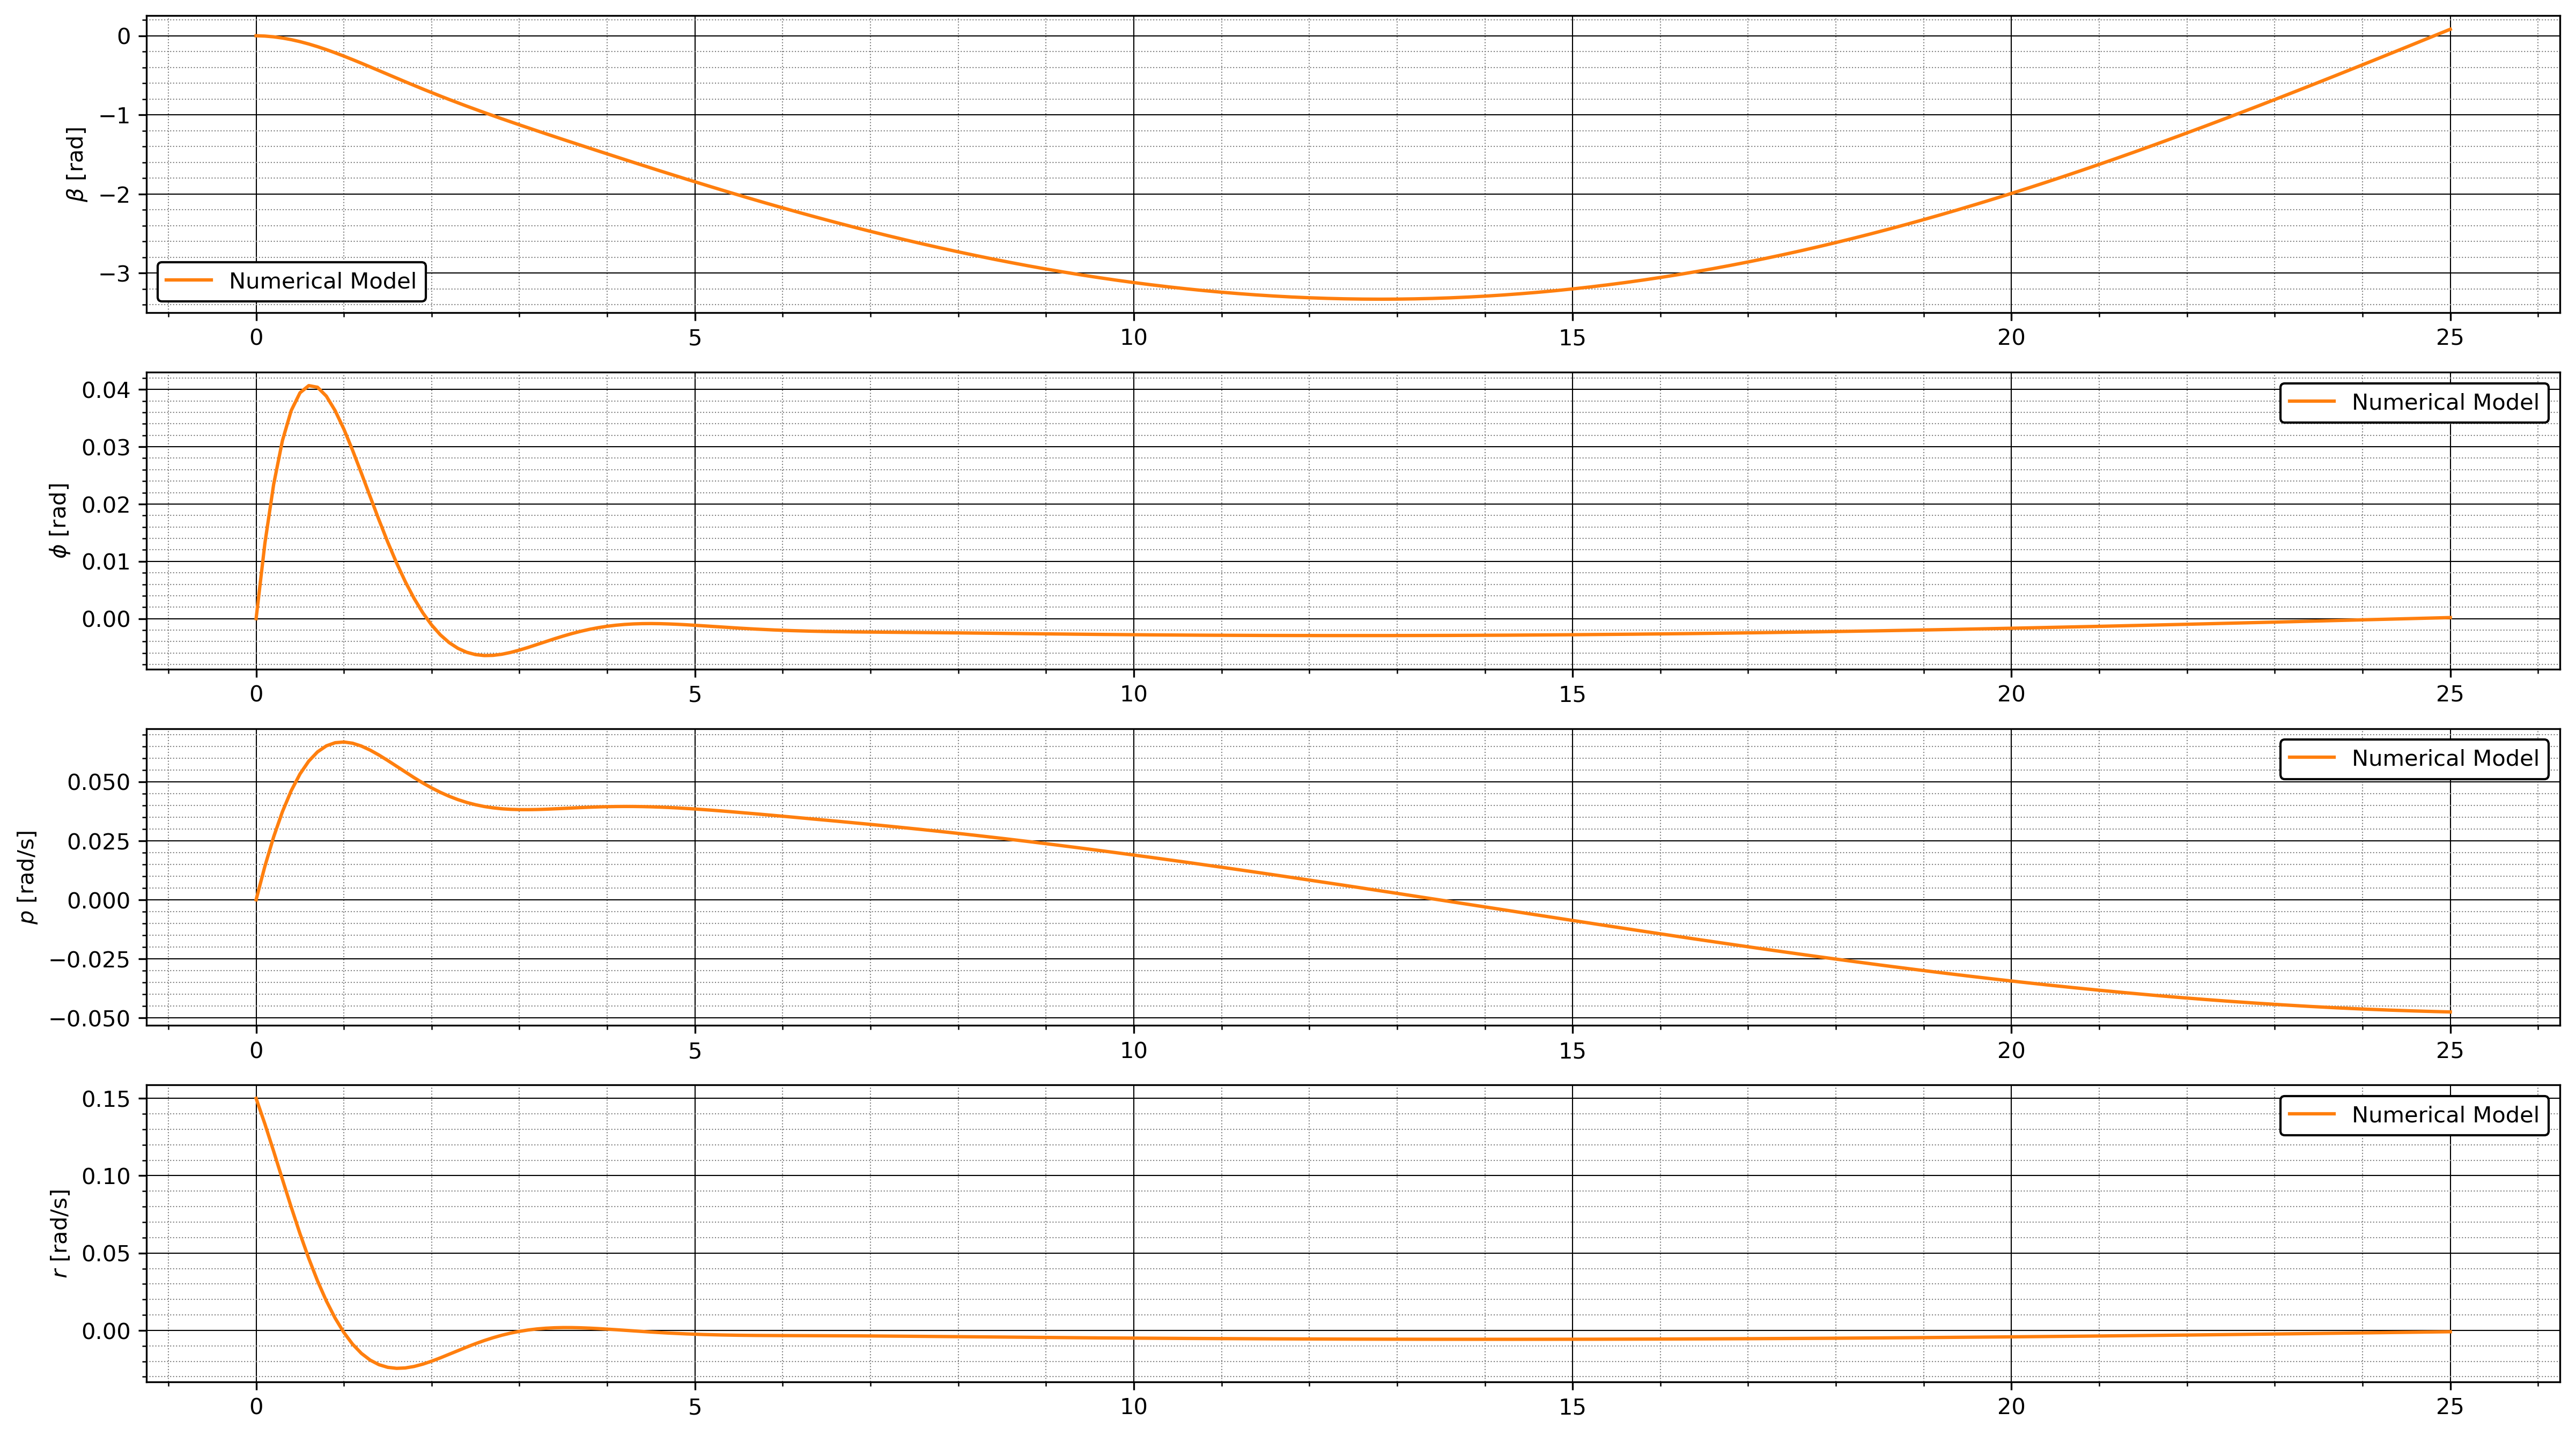 0
−1
−2
−3
β [rad]
Numerical Model
0 5 10 15 20 25
0.04
0.03
0.02
0.01
0.00
ϕ [rad]
Numerical Model
0 5 10 15 20 25
0.050
0.025
0.000
−0.025
−0.050
p [rad/s]
Numerical Model
0 5 10 15 20 25
0.15
0.10
0.05
0.00
r [rad/s]
Numerical Model
0 5 10 15 20 25